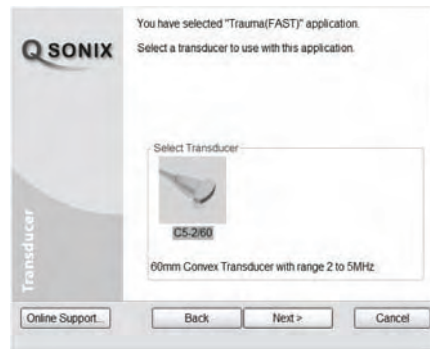 You have selected "Trauma(FAST)" application.
Select a transducer to use with this application.
Q SONIX
Select Transducer
C5-2/60
60mm Convex Transducer with range 2 to 5MHz
Transducer
Online Support...
Back
Next >
Cancel